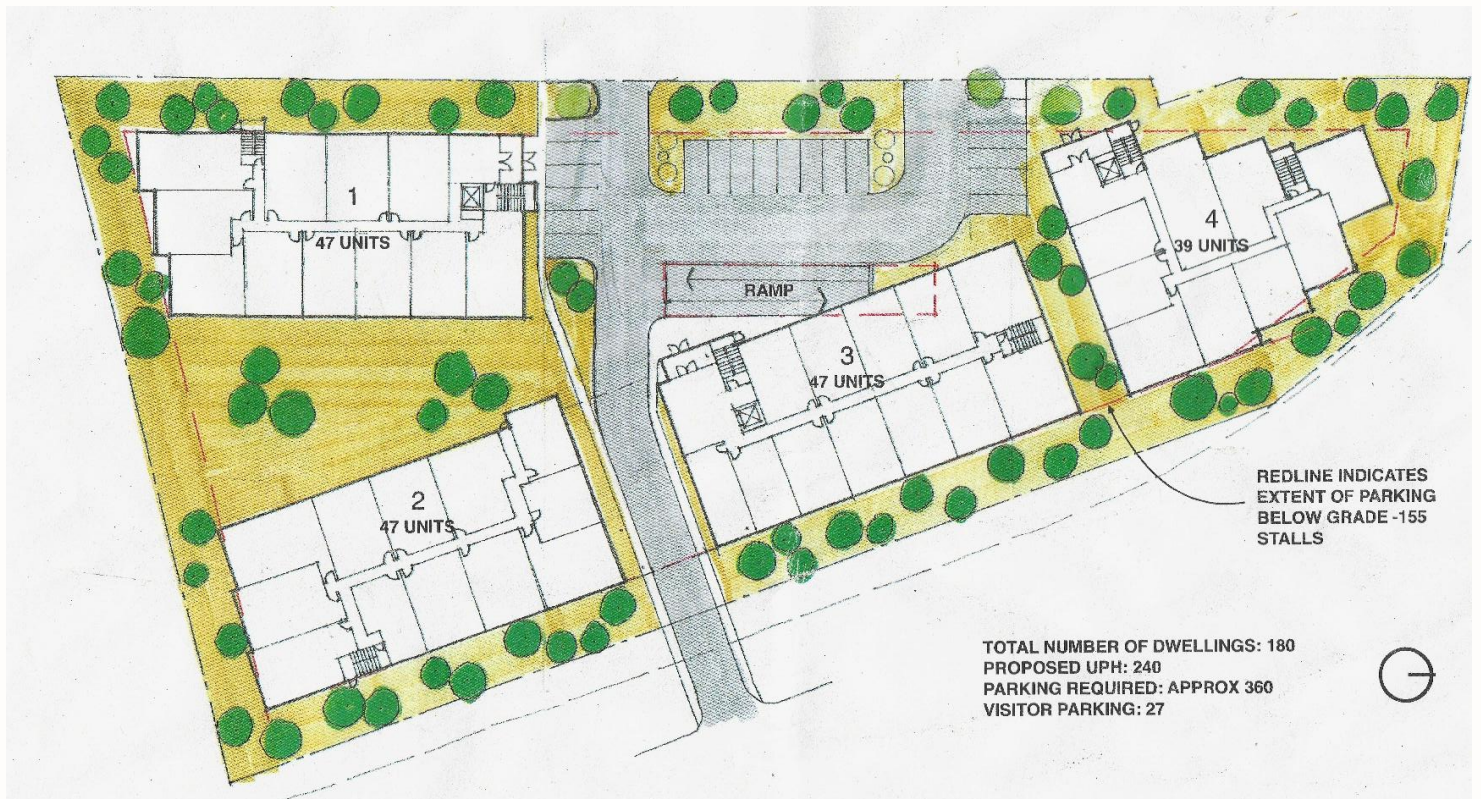 1
47 UNITS
4
39 UNITS
RAMP
3
47 UNITS
2
47 UNITS
REDLINE INDICATES
EXTENT OF PARKING
BELOW GRADE -155
STALLS
TOTAL NUMBER OF DWELLINGS: 180
PROPOSED UPH: 240
PARKING REQUIRED: APPROX 360
VISITOR PARKING: 27